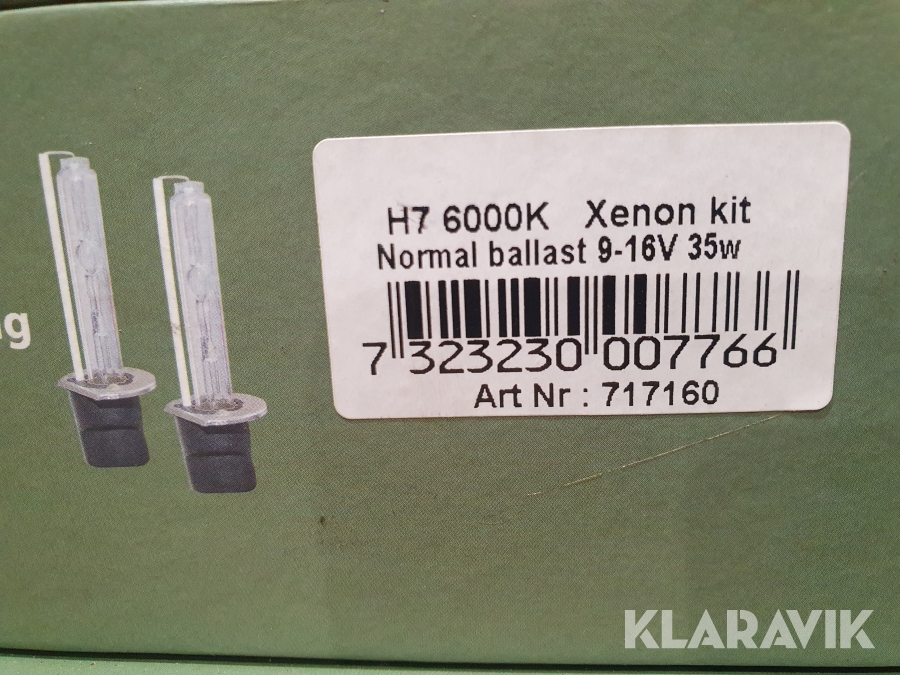 H7 6000K Xenon kit
Normal ballast 9-16V 35w
7 323230 007766
Art Nr : 717160
g
KLARAVIK